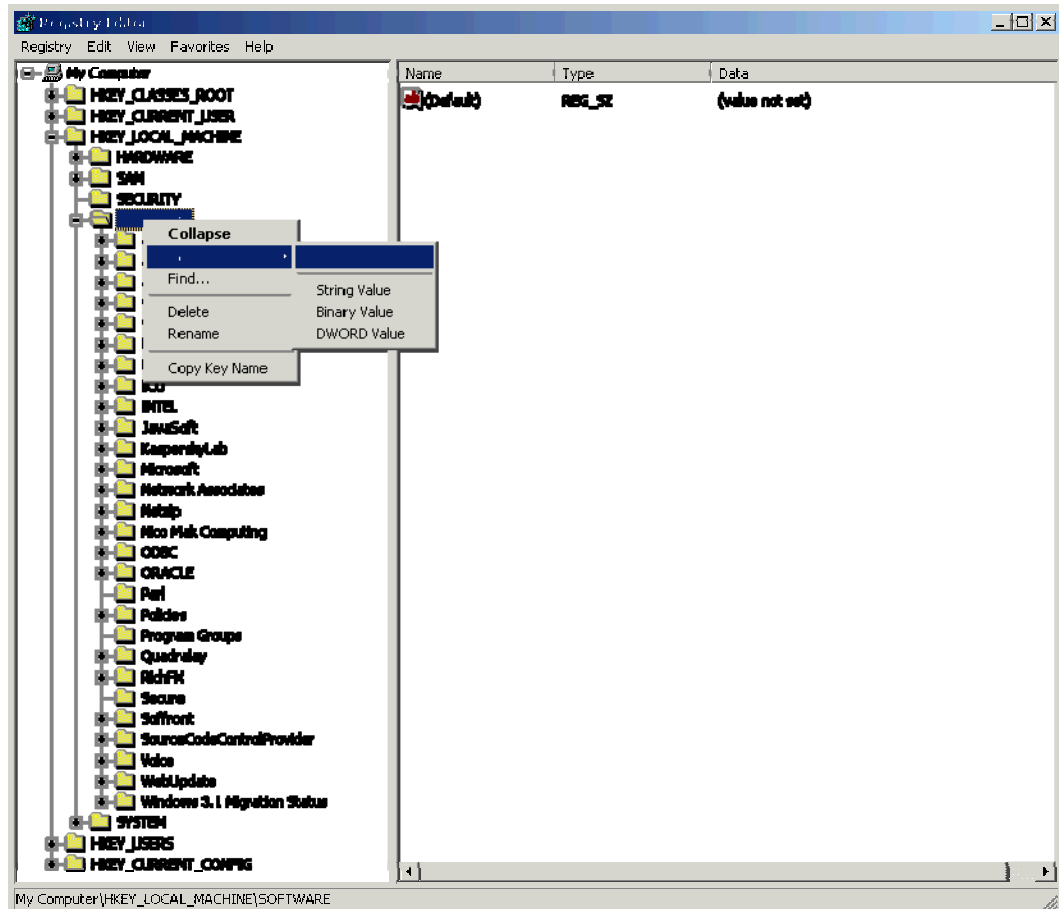 Registry Editor
Registry Edit View Favorites Help
My Computer
HKEY_CLASSES_ROOT
HKEY_CURRENT_USER
HKEY_LOCAL_MACHINE
HARDWARE
SAM
SECURITY
INTEL
JavaSoft
KasperskyLab
Microsoft
Network Associates
Netzip
Nico Mak Computing
ODBC
ORACLE
Perl
Policies
Program Groups
Quadralay
RichFX
Secure
Saffront
SourceCodeControlProvider
Voice
WebUpdate
Windows 3.1 Migration Status
SYSTEM
HKEY_USERS
HKEY_CURRENT_CONFIG
Collapse
Find...
Delete
Rename
Copy Key Name
String Value
Binary Value
DWORD Value
Name Type Data
(Default) REG_SZ (value not set)
My Computer\HKEY_LOCAL_MACHINE\SOFTWARE